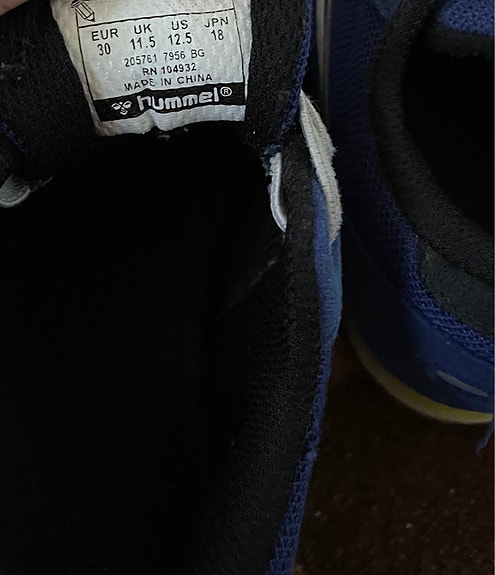 EUR UK US JPN
30 11.5 12.5 18
205761 7956 BG
RN 104932
MADE IN CHINA
hummel®